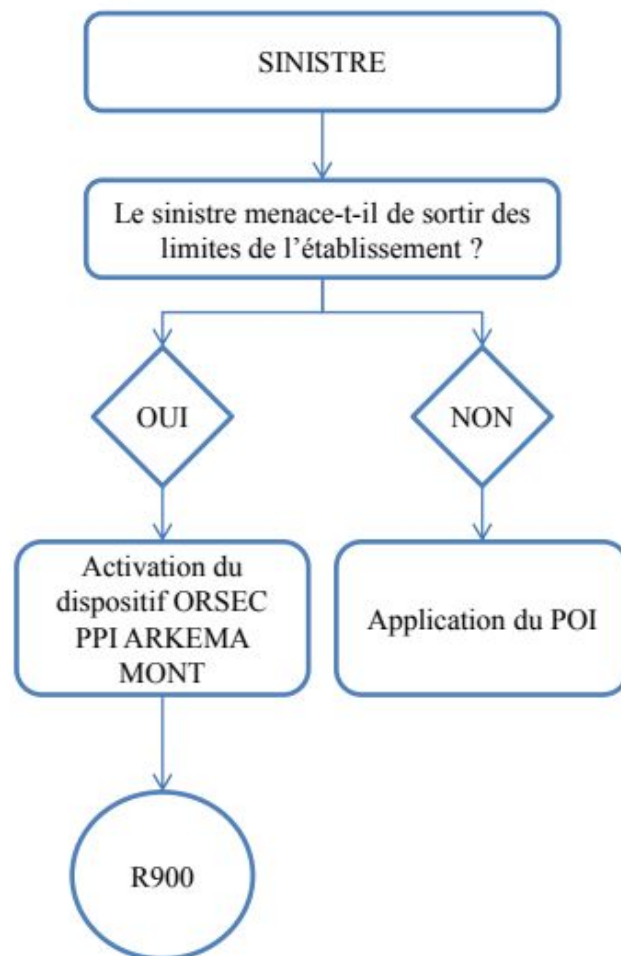 SINISTRE
Le sinistre menace-t-il de sortir des
limites de l’établissement ?
OUI
NON
Activation du
dispositif ORSEC
PPI ARKEMA
MONT
Application du POI
R900